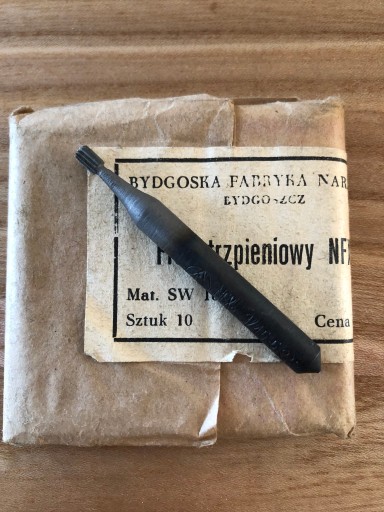 BYDGOSKA FABRYKA NAR
BYDGOSZCZ
trzpieniowy NF
Mat. SW
Sztuk 10 Cena